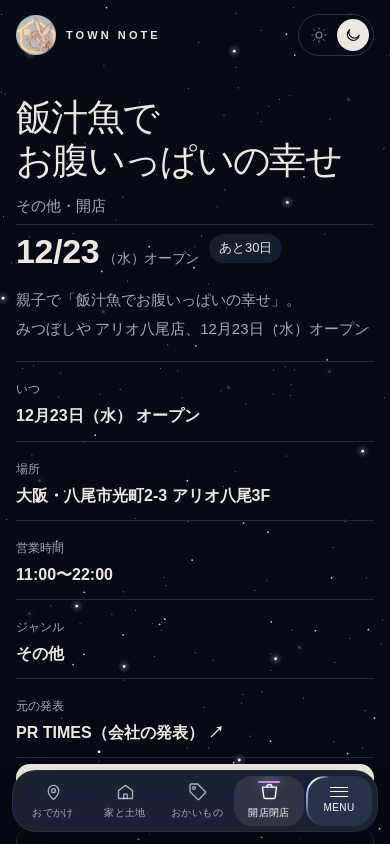 TOWN NOTE
飯汁魚で
お腹いっぱいの幸せ
その他・開店
12/23 （水）オープン あと30日
親子で「飯汁魚でお腹いっぱいの幸せ」。
みつぼしや アリオ八尾店、12月23日（水）オープン
いつ
12月23日（水） オープン
場所
大阪・八尾市光町2-3 アリオ八尾3F
営業時間
11:00〜22:00
ジャンル
その他
元の発表
PR TIMES（会社の発表） ↗
おでかけ 家と土地 おかいもの 開店閉店 MENU